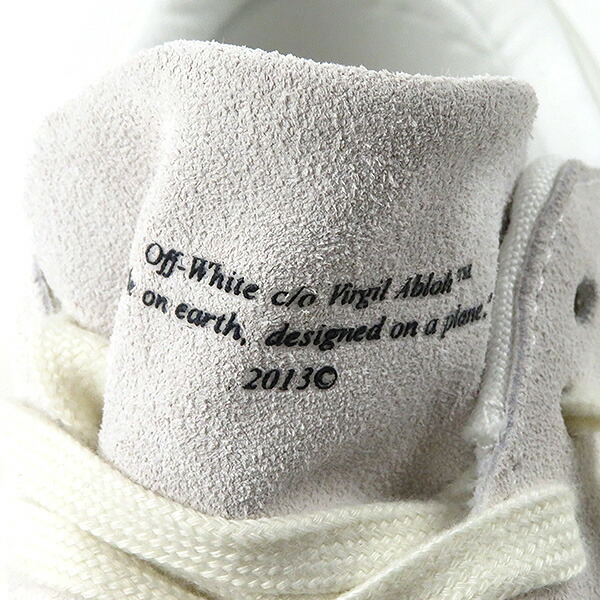 Off-White c/o Virgil Abloh™
on earth, designed on a plane."
2013©